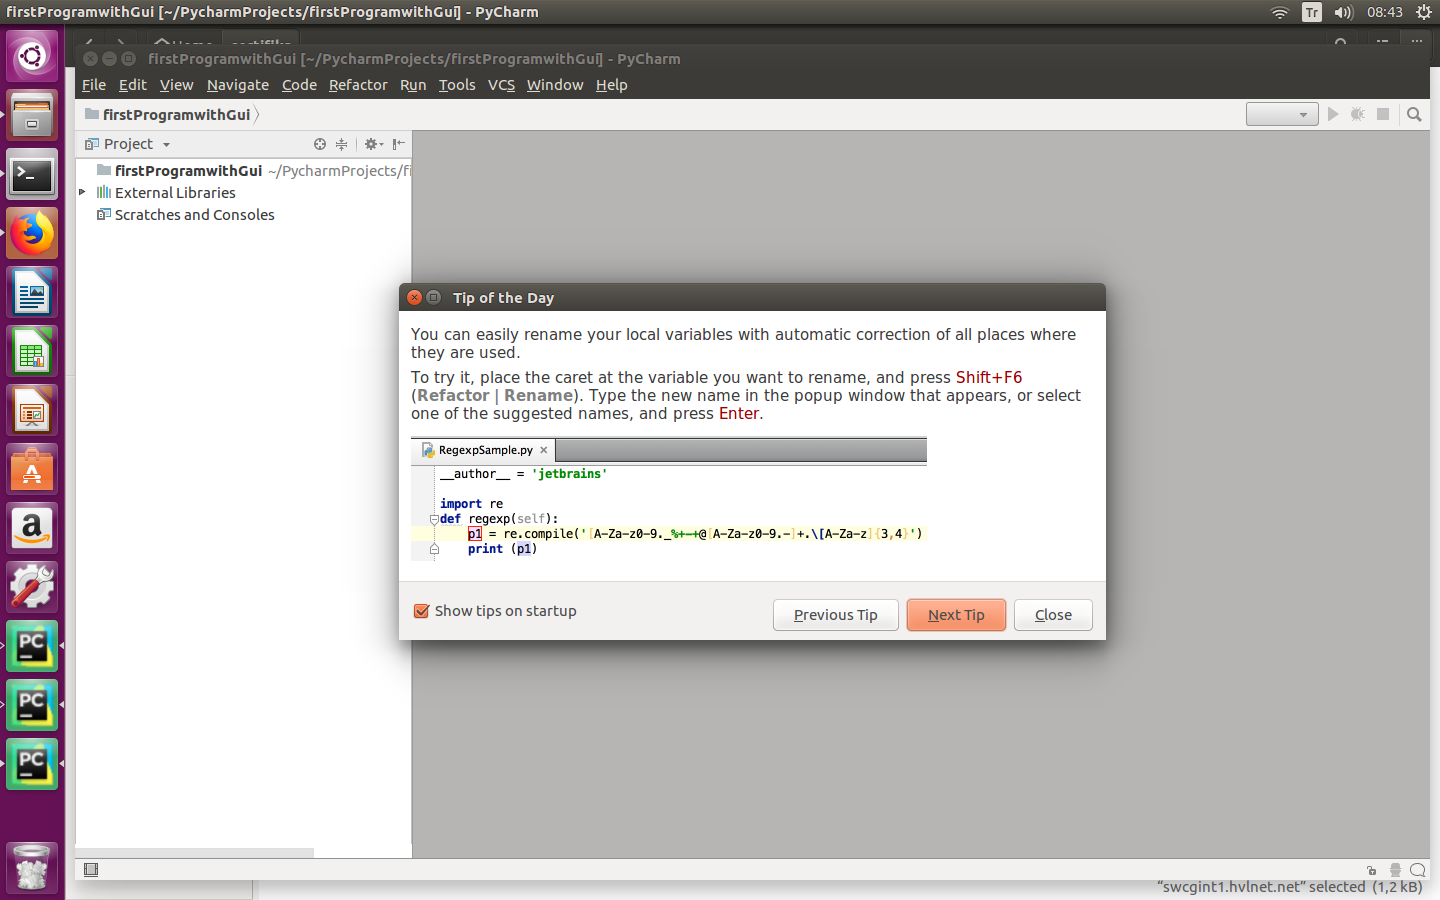 firstProgramwithGui [~/PycharmProjects/firstProgramwithGui] - PyCharm
Tr
08:43
firstProgramwithGui [~/PycharmProjects/firstProgramwithGui] - PyCharm
File Edit View Navigate Code Refactor Run Tools VCS Window Help
firstProgramwithGui
Project
firstProgramwithGui ~/PycharmProjects/fi
External Libraries
Scratches and Consoles
Tip of the Day
You can easily rename your local variables with automatic correction of all places where
they are used.
To try it, place the caret at the variable you want to rename, and press Shift+F6
(Refactor | Rename). Type the new name in the popup window that appears, or select
one of the suggested names, and press Enter.
RegexpSample.py
__author__ = 'jetbrains'
import re
def regexp(self):
p1 = re.compile('[A-Za-z0-9._%+-+@[A-Za-z0-9.-]+.\[A-Za-z]{3,4}')
print (p1)
Show tips on startup
Previous Tip
Next Tip
Close
PC
PC
PC
"swcgint1.hvlnet.net" selected (1,2 kB)